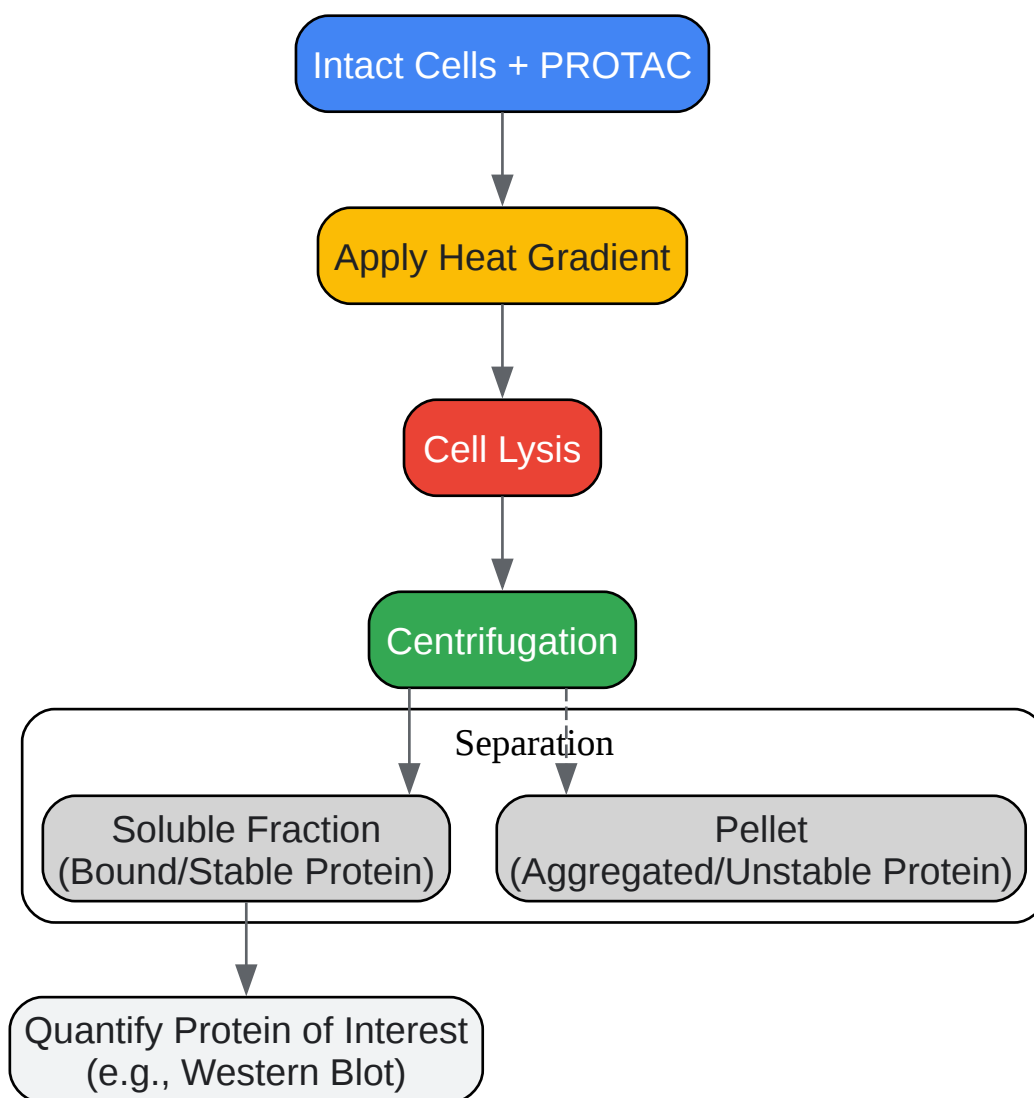 Intact Cells + PROTAC
Apply Heat Gradient
Cell Lysis
Centrifugation
Separation
Soluble Fraction
(Bound/Stable Protein)
Pellet
(Aggregated/Unstable Protein)
Quantify Protein of Interest
(e.g., Western Blot)